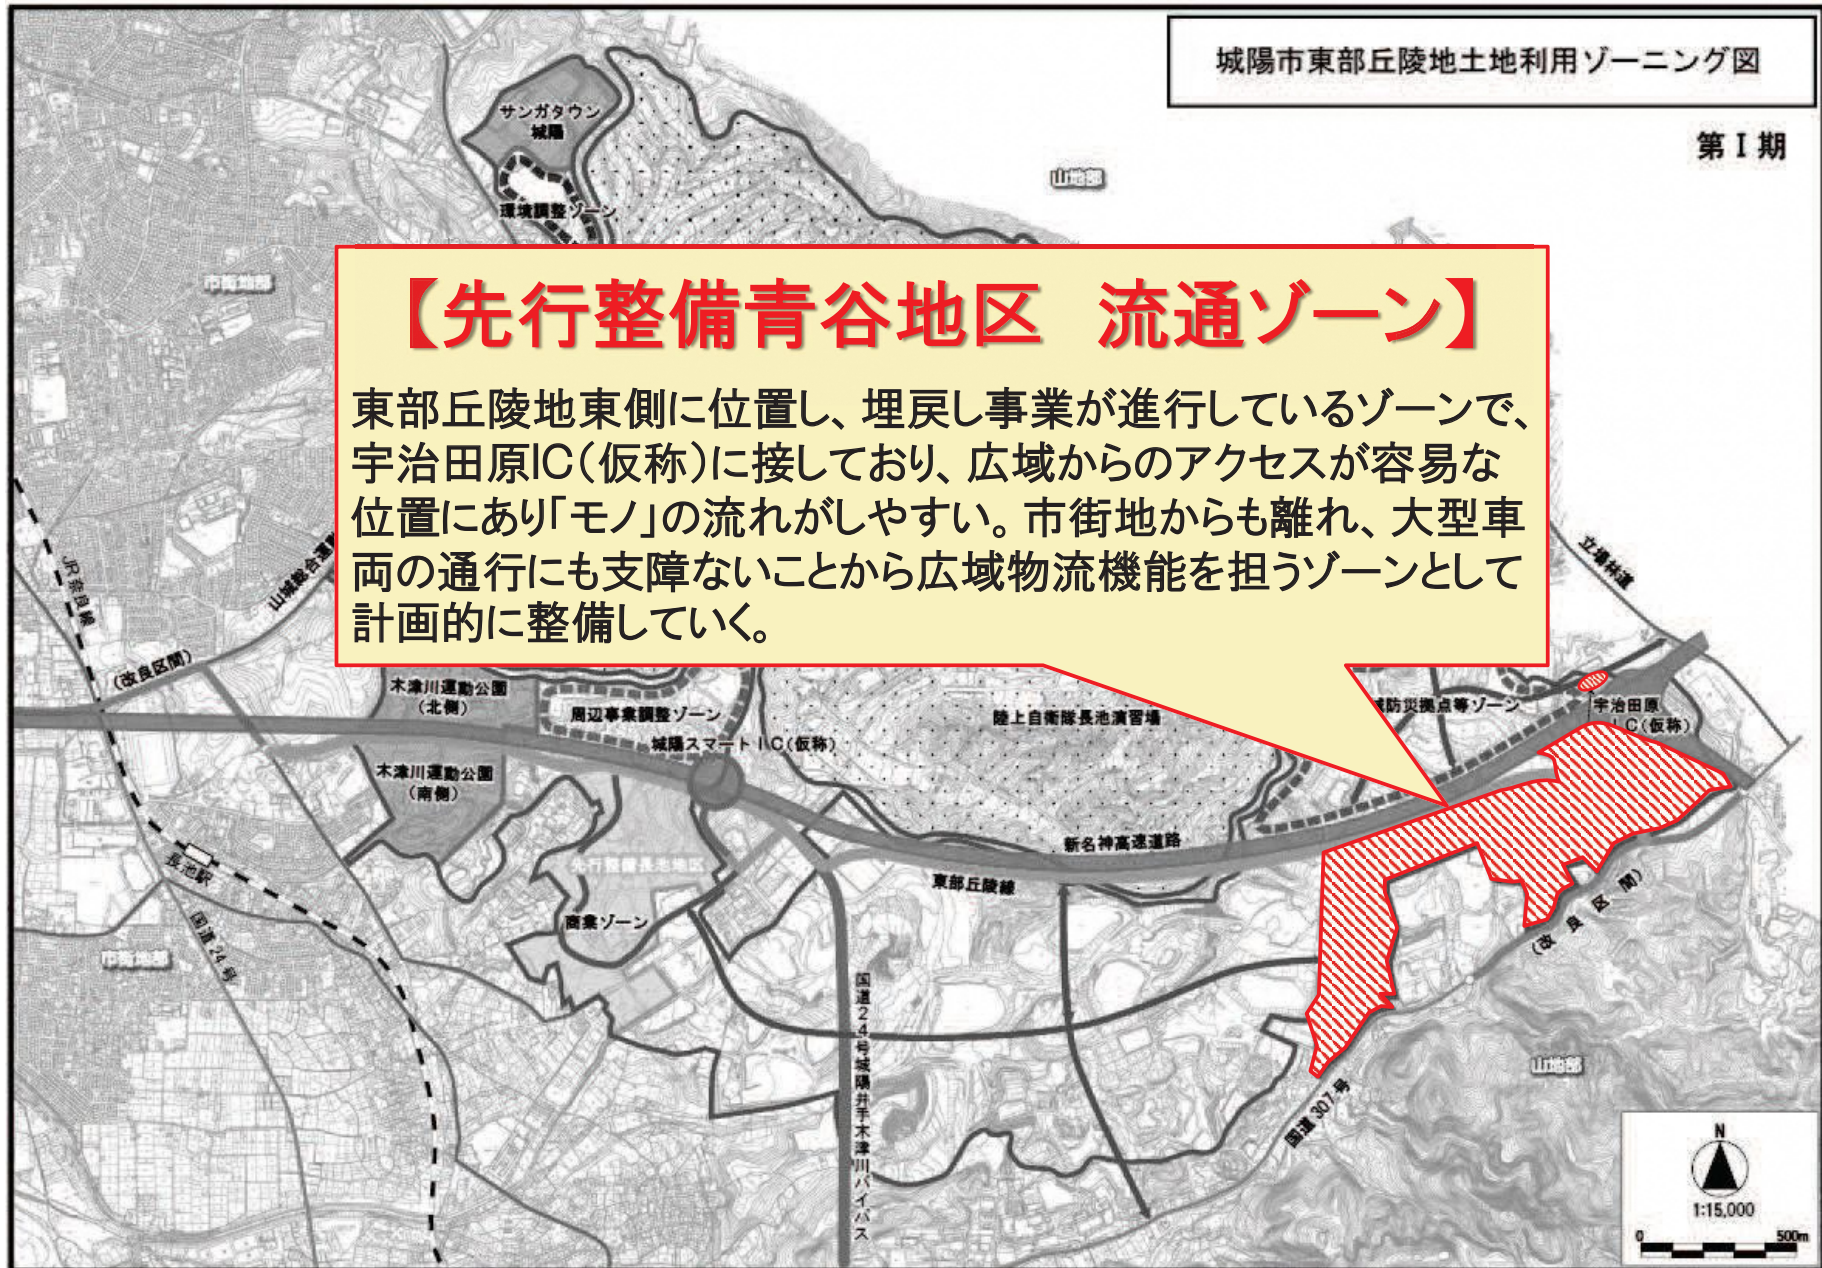 城陽市東部丘陵地土地利用ゾーニング図
第Ⅰ期
サンガタウン
城陽
環境調整ゾーン
山地部
市街地部
【先行整備青谷地区　流通ゾーン】
東部丘陵地東側に位置し、埋戻し事業が進行しているゾーンで、
宇治田原IC（仮称）に接しており、広域からのアクセスが容易な
位置にあり「モノ」の流れがしやすい。市街地からも離れ、大型車
両の通行にも支障ないことから広域物流機能を担うゾーンとして
計画的に整備していく。
JR奈良線
山城総合運
（改良区間）
立場林道
木津川運動公園
（北側）
周辺事業調整ゾーン
城陽スマートIC（仮称）
陸上自衛隊長池演習場
防災拠点等ゾーン
宇治田原
IC（仮称）
木津川運動公園
（南側）
新名神高速道路
東部丘陵線
先行整備長池地区
長池駅
商業ゾーン
国道24号
市街地部
（改良区間）
国道24号城陽井手木津川バイパス
国道307号
山地部
N
1:15,000
0 500m